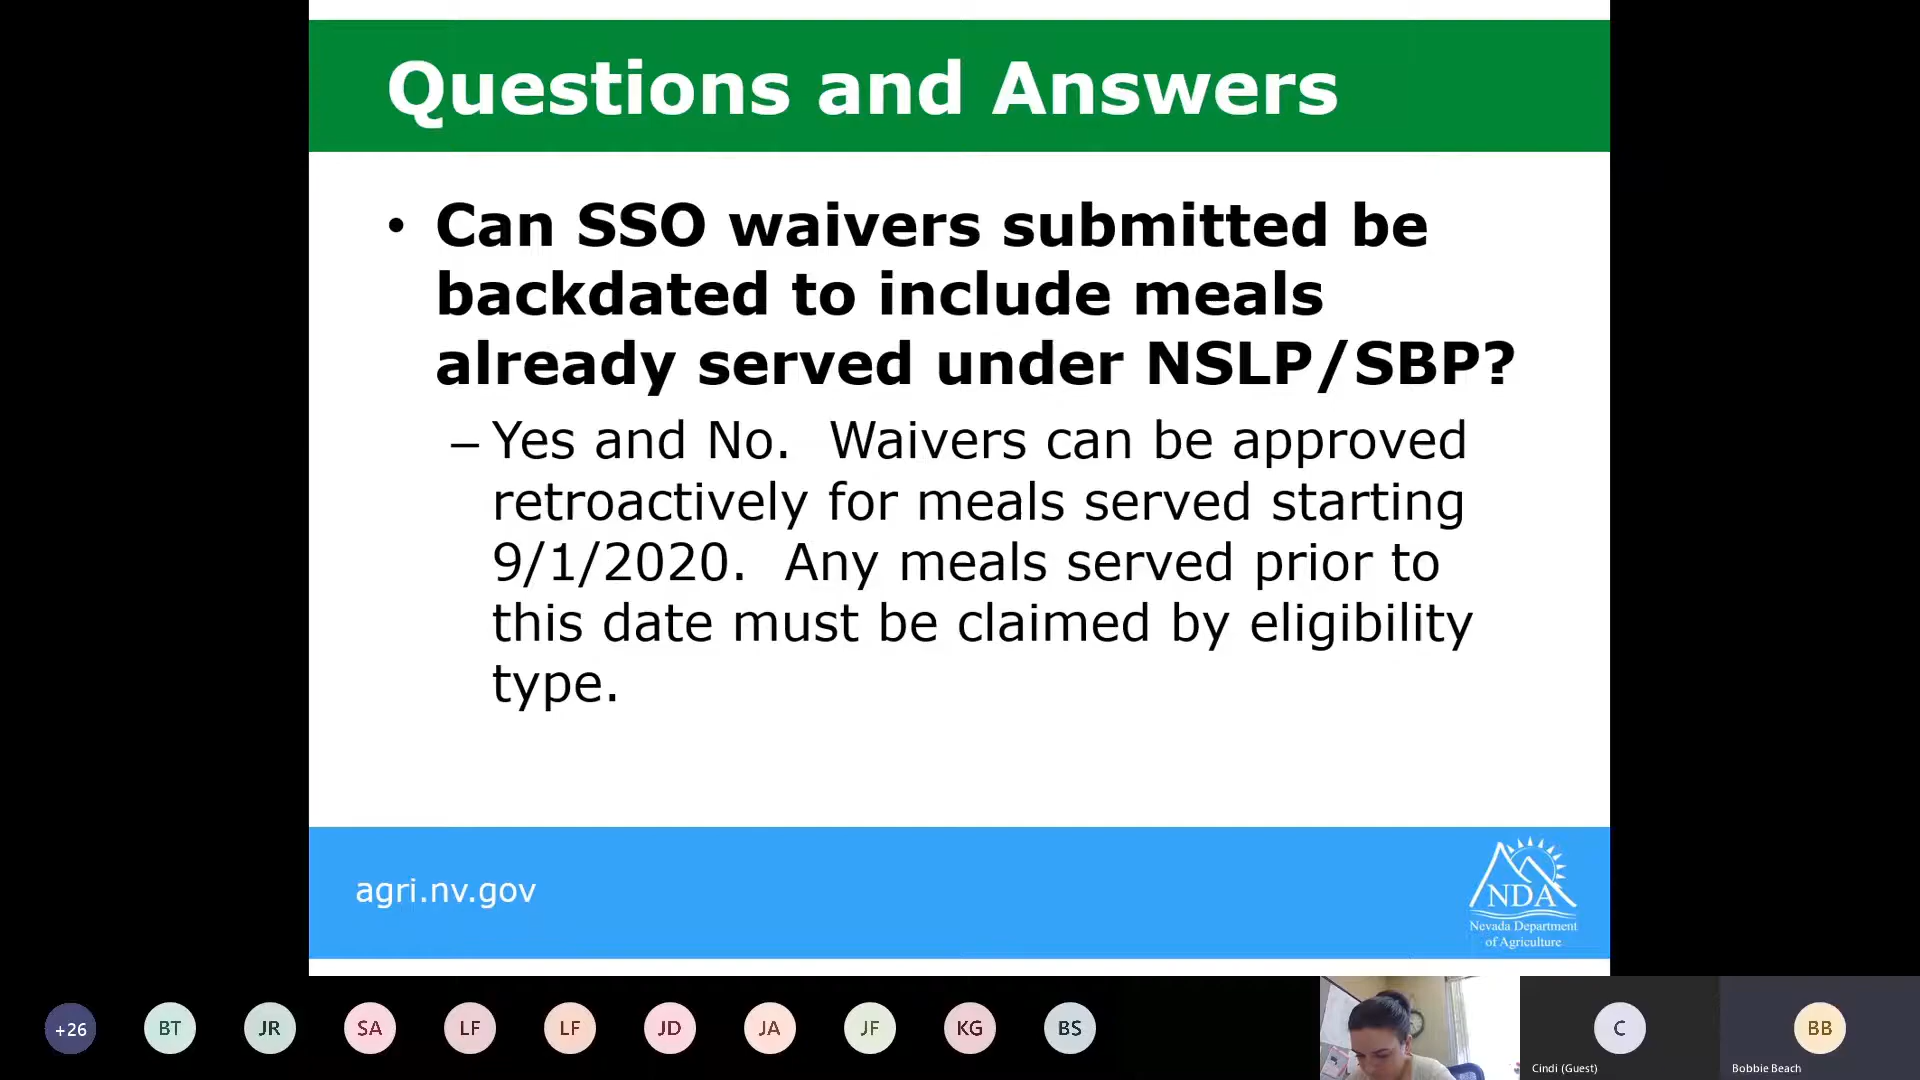 Questions and Answers
• Can SSO waivers submitted be
backdated to include meals
already served under NSLP/SBP?
– Yes and No.  Waivers can be approved
retroactively for meals served starting
9/1/2020.  Any meals served prior to
this date must be claimed by eligibility
type.
agri.nv.gov
NDA
Nevada Department
of Agriculture
+26
BT
JR
SA
LF
LF
JD
JA
JF
KG
BS
C
Cindi (Guest)
BB
Bobbie Beach